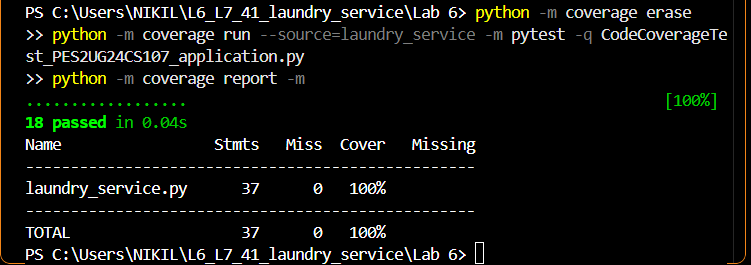 PS C:\Users\NIKIL\L6_L7_41_laundry_service\Lab 6> python -m coverage erase
>> python -m coverage run --source=laundry_service -m pytest -q CodeCoverageTe
st_PES2UG24CS107_application.py
>> python -m coverage report -m
.................. [100%]
18 passed in 0.04s
Name Stmts Miss Cover Missing
--------------------------------------------------
laundry_service.py 37 0 100%
--------------------------------------------------
TOTAL 37 0 100%
PS C:\Users\NIKIL\L6_L7_41_laundry_service\Lab 6>